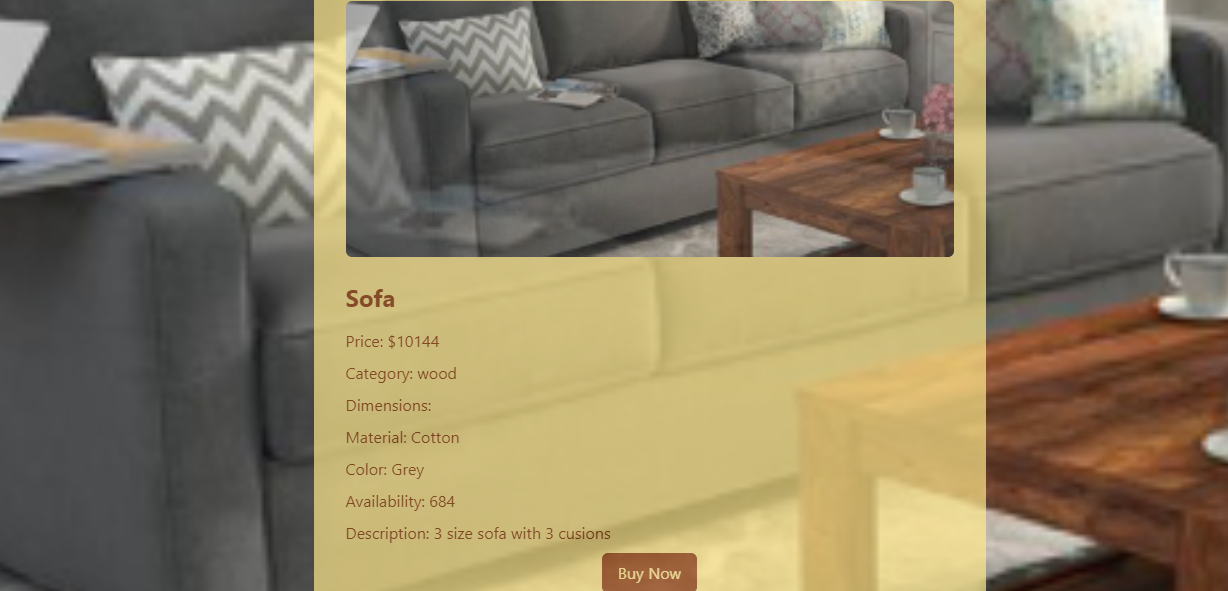 Sofa
Price: $10144
Category: wood
Dimensions:
Material: Cotton
Color: Grey
Availability: 684
Description: 3 size sofa with 3 cusions
Buy Now